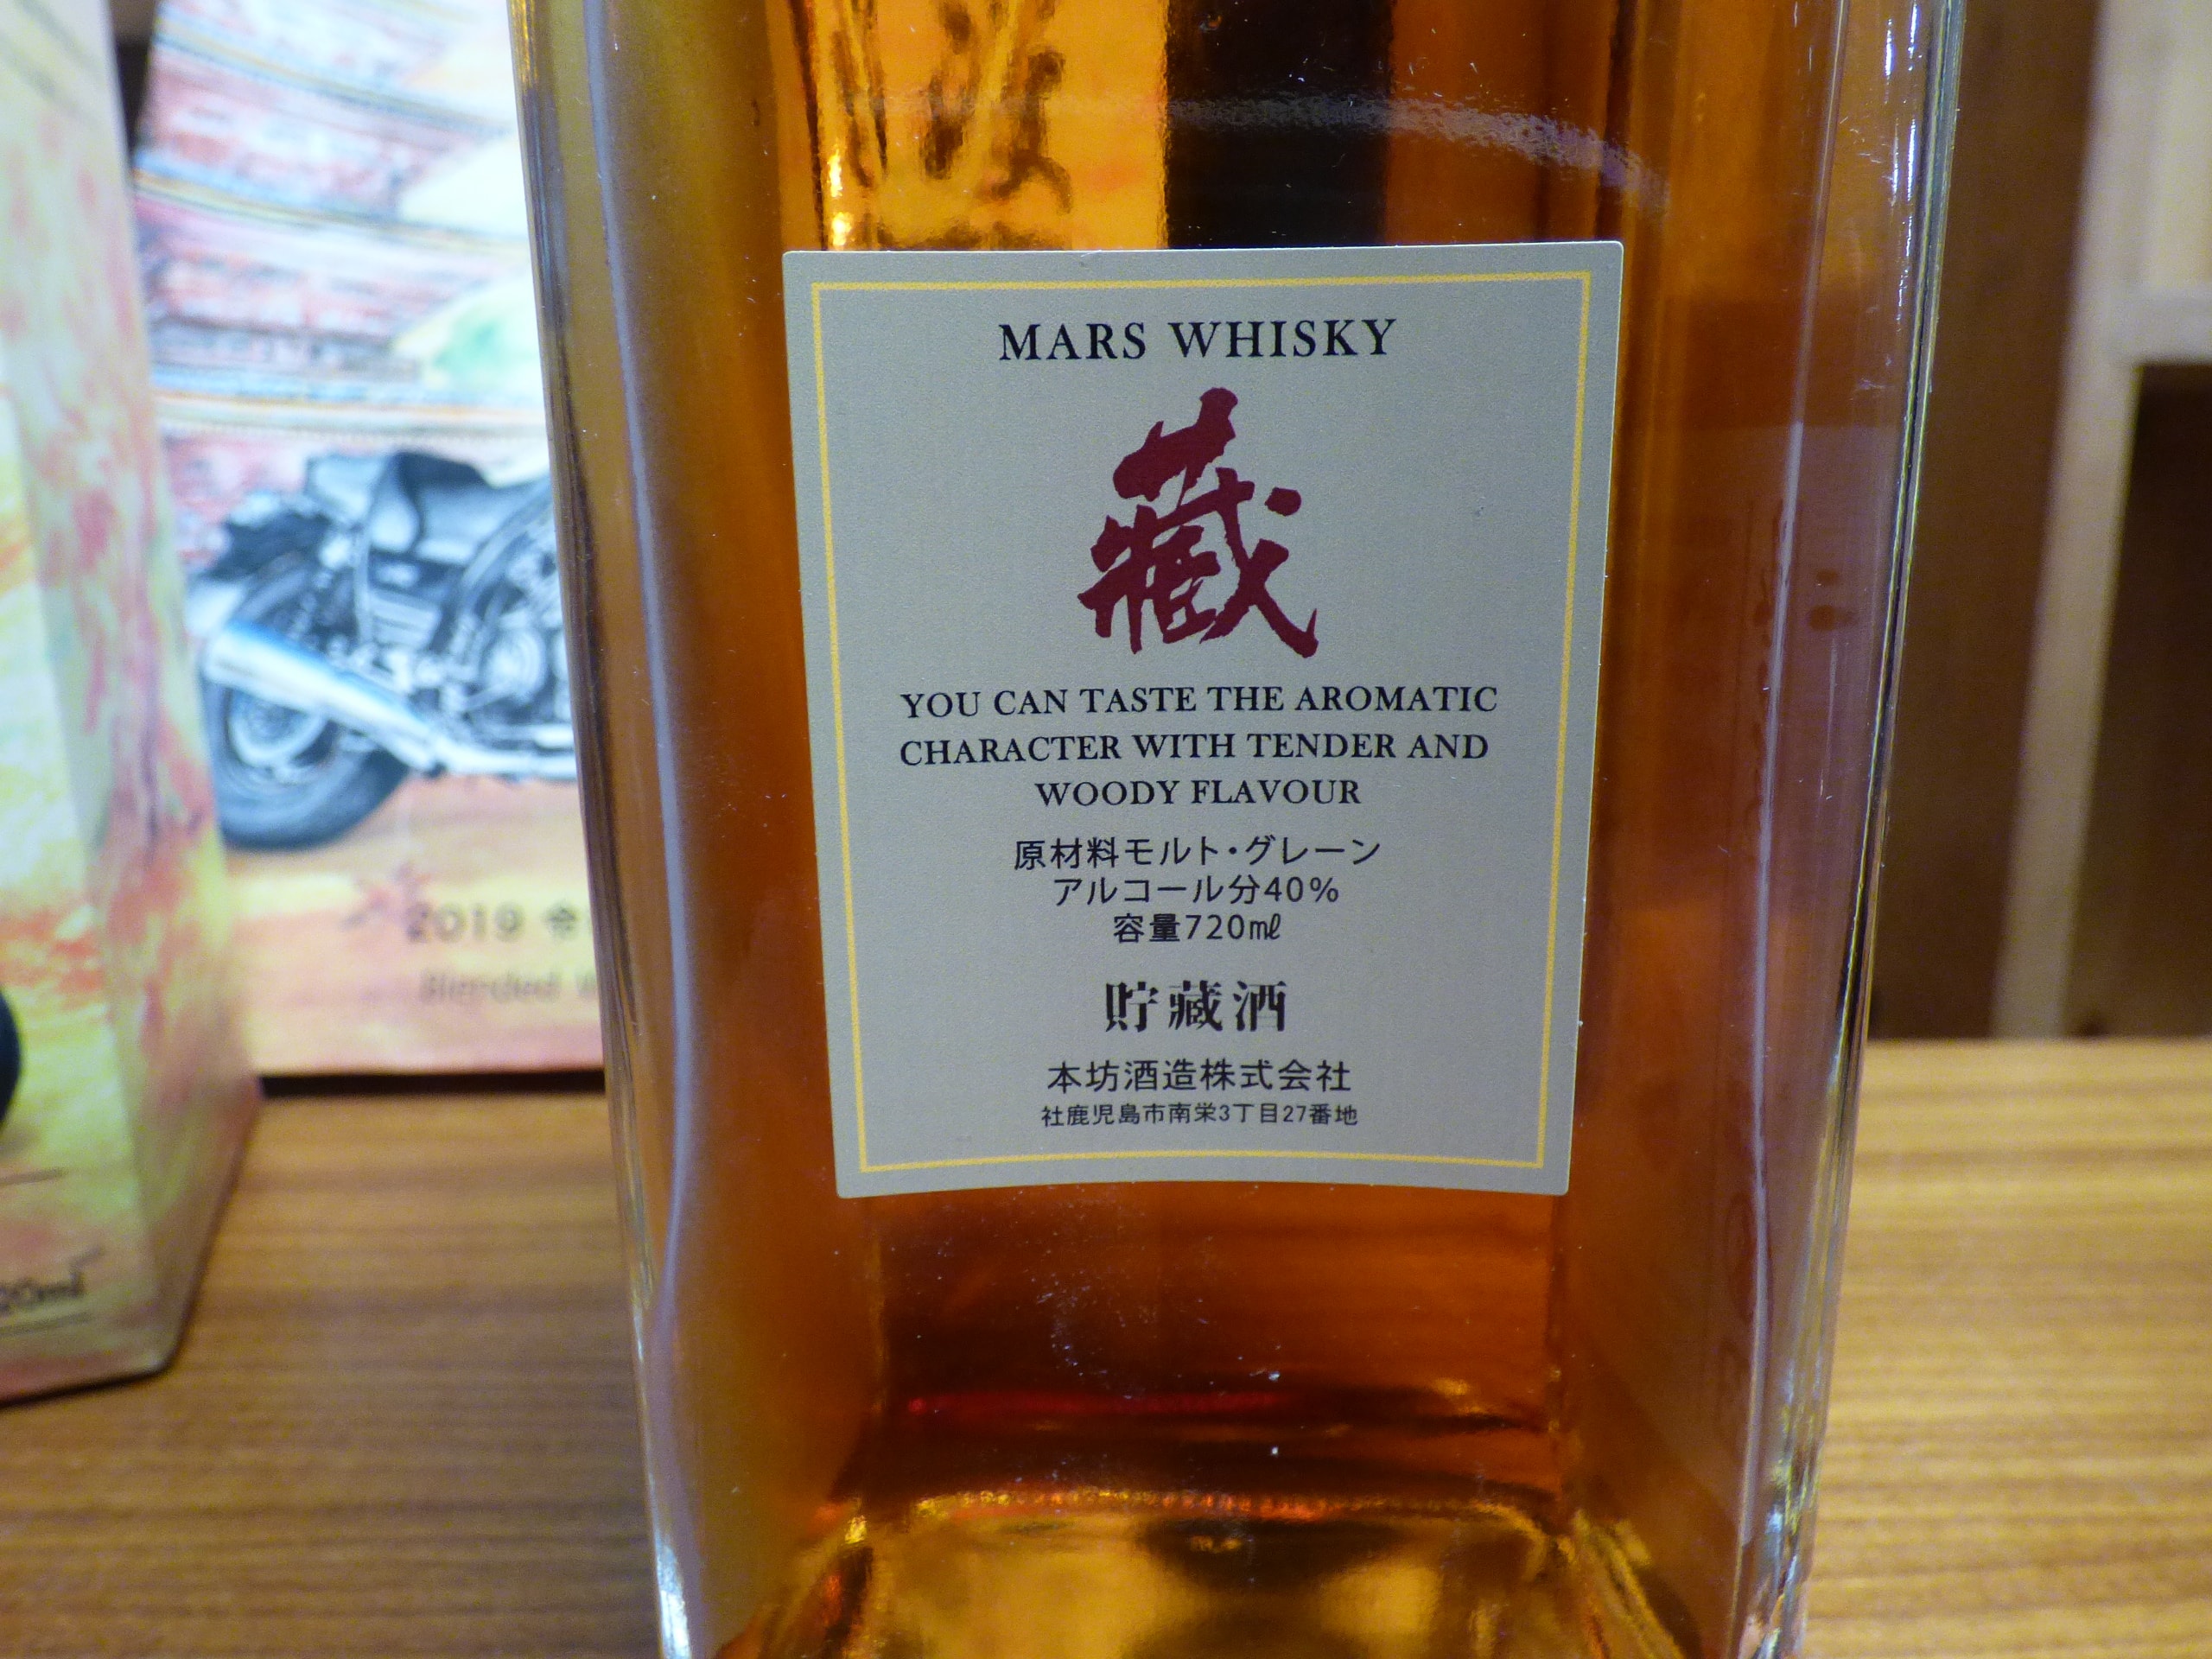 MARS WHISKY
藏
YOU CAN TASTE THE AROMATIC
CHARACTER WITH TENDER AND
WOODY FLAVOUR
原材料モルト・グレーン
アルコール分40%
容量720㎖
貯藏酒
本坊酒造株式会社
社鹿児島市南栄3丁目27番地
2019 令
Blended
20ml